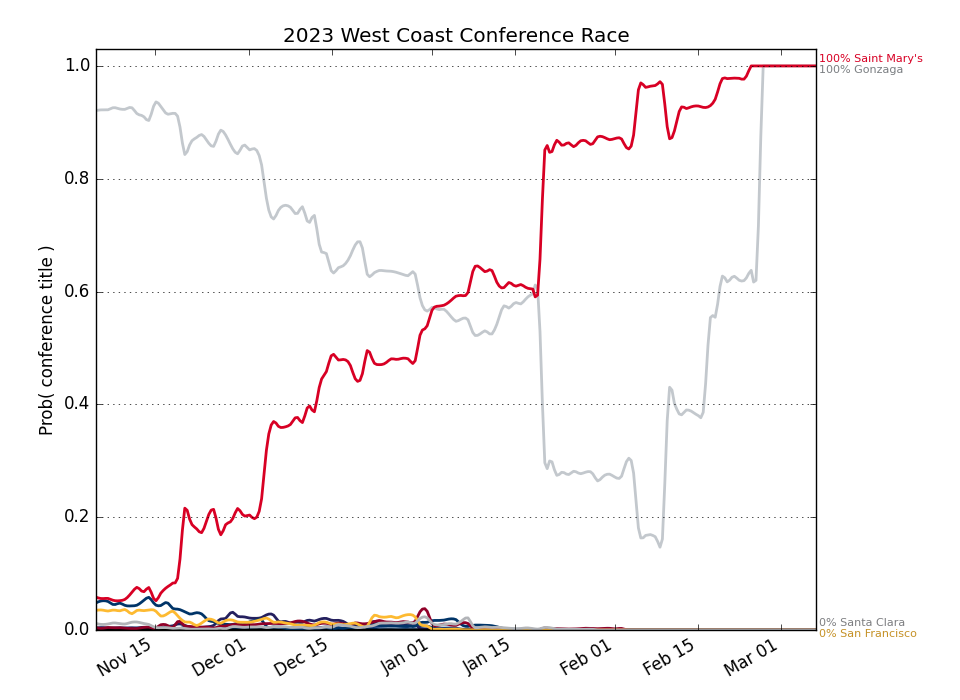 2023 West Coast Conference Race
100% Saint Mary's
100% Gonzaga
1.0
0.8
0.6
0.4
0.2
0.0
Prob( conference title )
0% Santa Clara
0% San Francisco
Nov 15
Dec 01
Dec 15
Jan 01
Jan 15
Feb 01
Feb 15
Mar 01